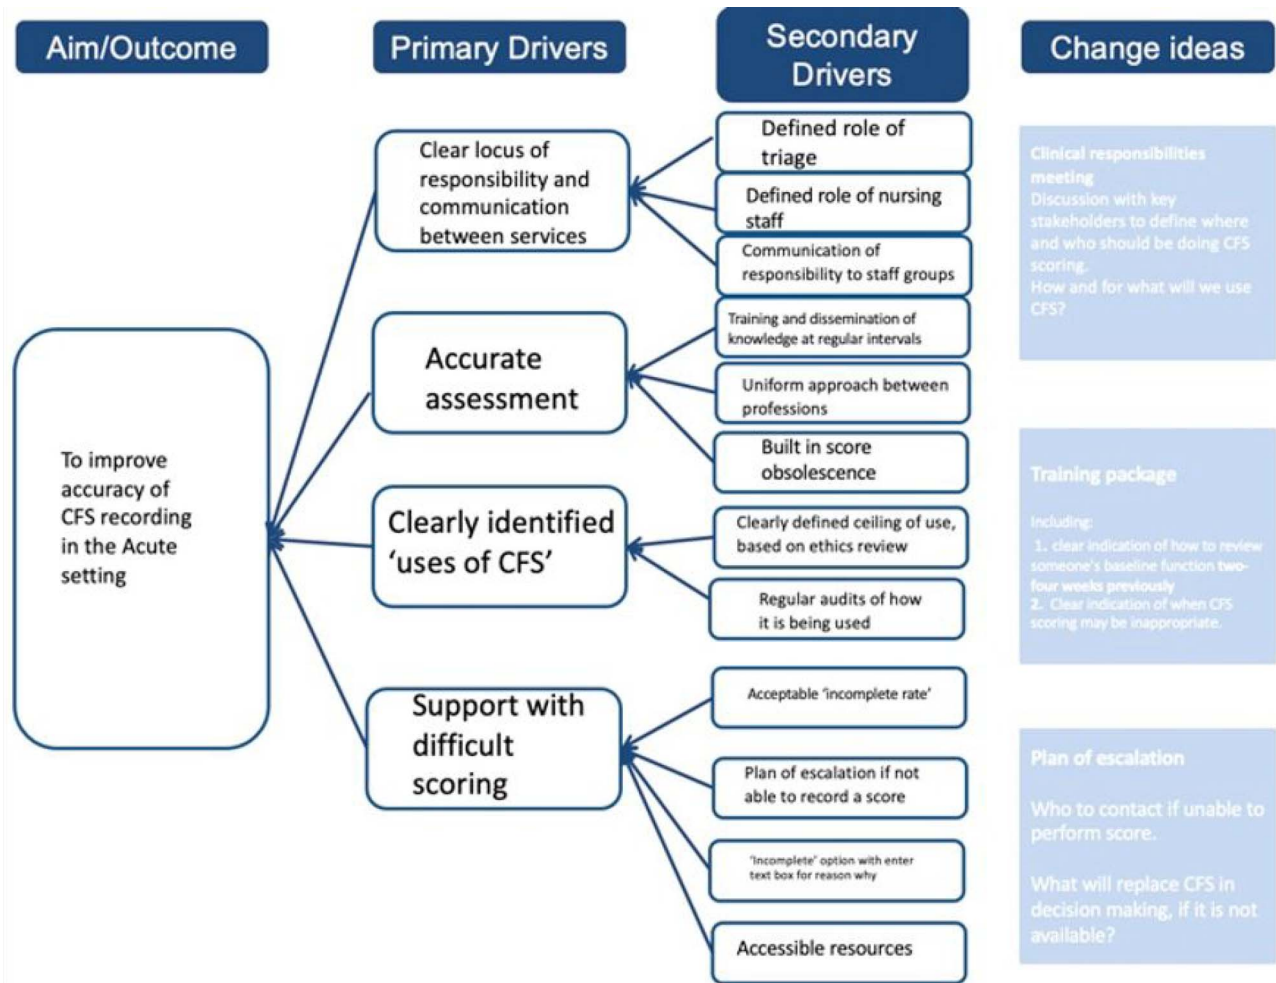 Aim/Outcome
Primary Drivers
Secondary
Drivers
Change ideas
To improve
accuracy of
CFS recording
in the Acute
setting
Clear locus of
responsibility and
communication
between services
Accurate
assessment
Clearly identified
‘uses of CFS’
Support with
difficult
scoring
Defined role of
triage
Defined role of nursing
staff
Communication of
responsibility to staff groups
Training and dissemination of
knowledge at regular intervals
Uniform approach between
professions
Built in score
obsolescence
Clearly defined ceiling of use,
based on ethics review
Regular audits of how
it is being used
Acceptable ‘incomplete rate’
Plan of escalation if not
able to record a score
‘Incomplete’ option with enter
text box for reason why
Accessible resources
Clinical responsibilities
meeting
Discussion with key
stakeholders to define where
and who should be doing CFS
scoring.
How and for what will we use
CFS?
Training package
Including:
1. clear indication of how to review
someone's baseline function two-
four weeks previously
2. Clear indication of when CFS
scoring may be inappropriate.
Plan of escalation
Who to contact if unable to
perform score.
What will replace CFS in
decision making, if it is not
available?